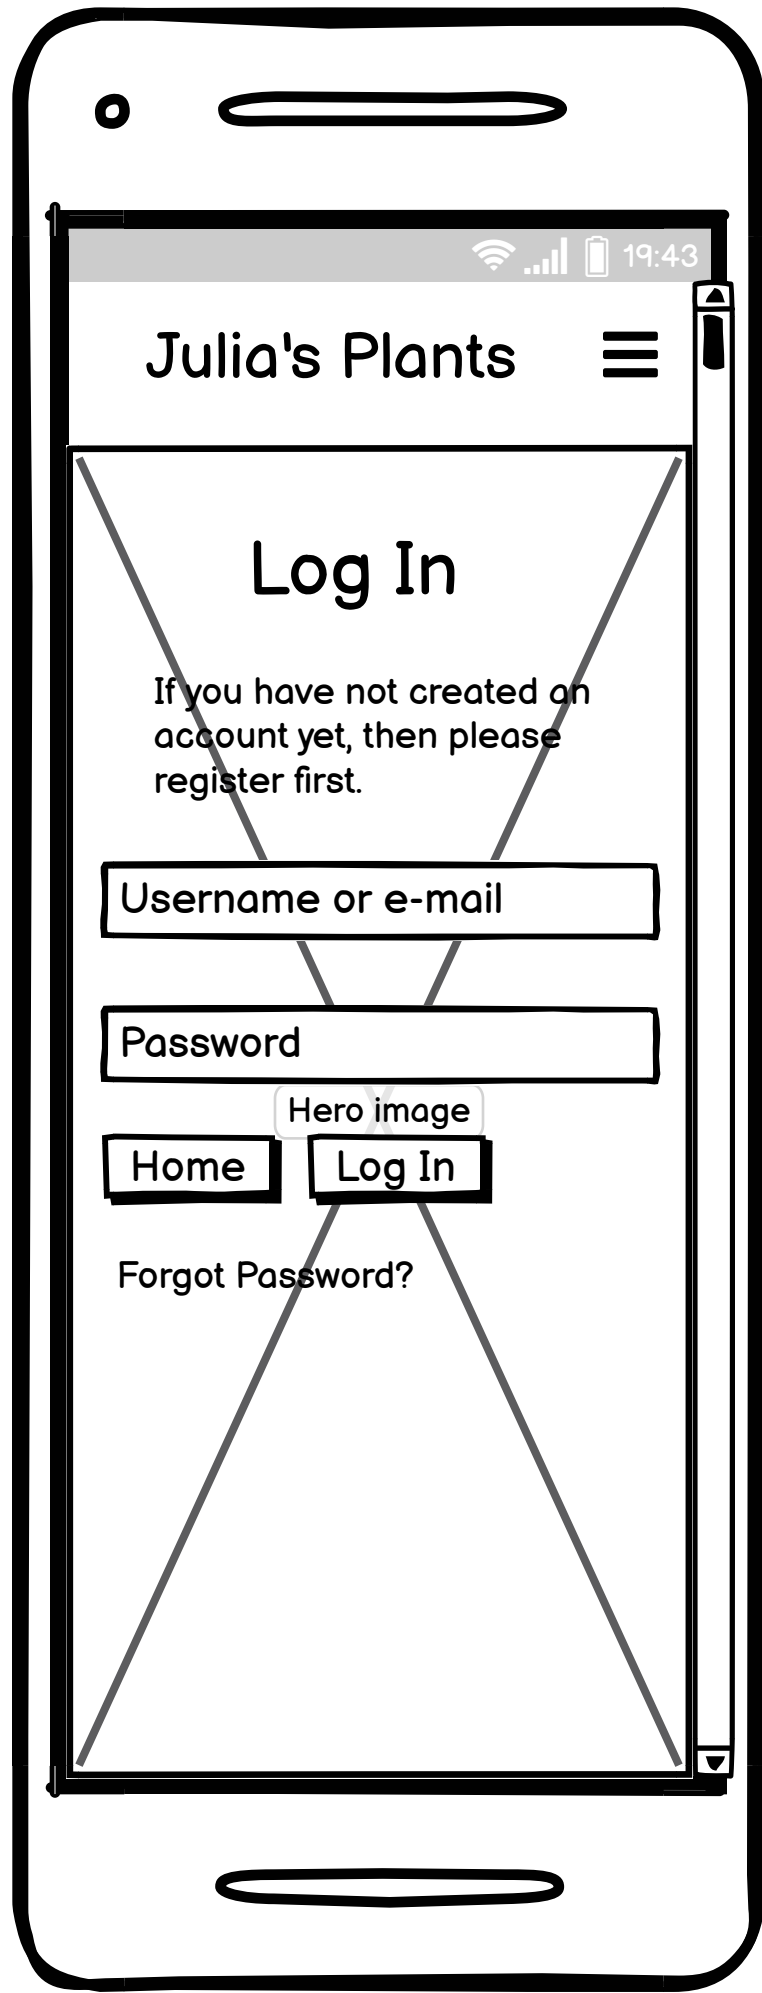 19:43
Julia's Plants
Log In
If you have not created an
account yet, then please
register first.
Username or e-mail
Password
Hero image
Home
Log In
Forgot Password?